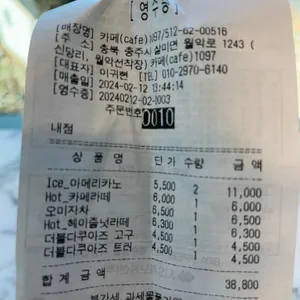 [ 영수증 ]
[매장명] 카페(cafe)1097/512-62-00516
[주 소] 충북 충주시살미면 월악로 1243 (
신당리, 월악선착장)카페(cafe)1097
[대표자] 이귀현 [TEL] 010-2970-6140
[매출일] 2024-02-12 13:44:14
[영수증] 20240212-02-0003
주문번호 0010
내점
상 품 명 단 가 수량 금 액
Ice_아메리카노 5,500 2 11,000
Hot_카페라떼 6,000 1 6,000
오미자차 6,500 1 6,500
Hot_헤이즐넛라떼 6,300 1 6,300
더블다쿠아즈 고구 4,500 1 4,500
더블다쿠아즈 트러 4,500 1 4,500
합계 금액 38,800